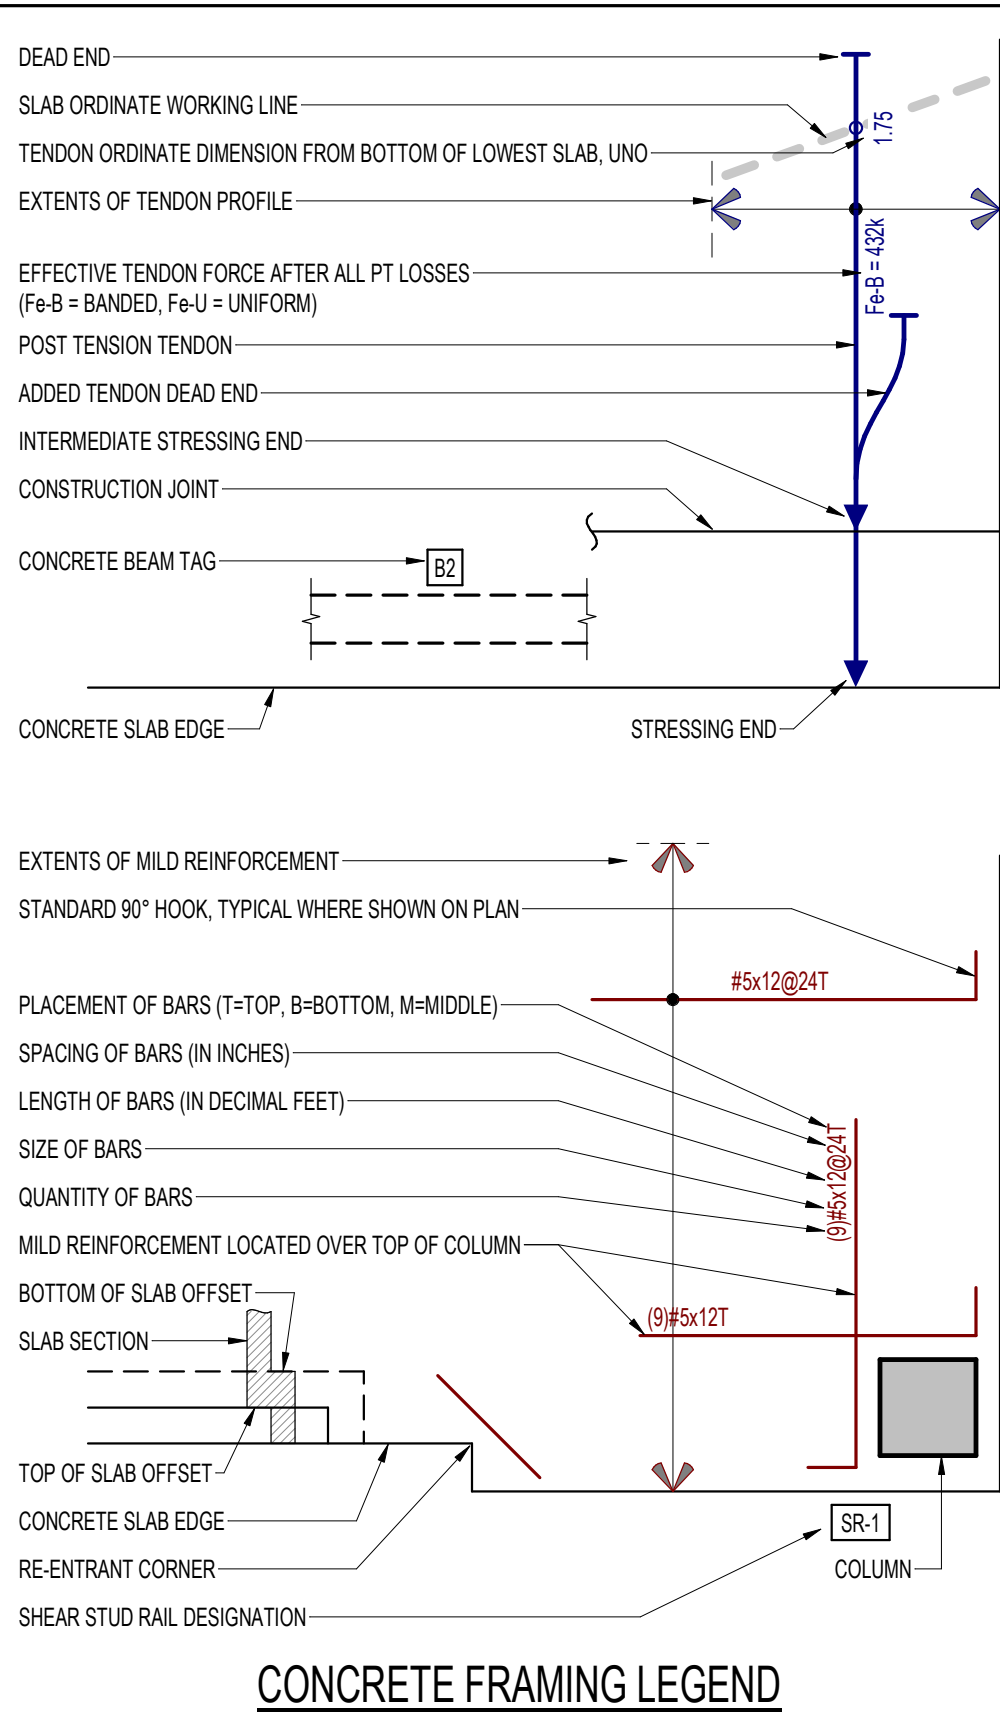 DEAD END
SLAB ORDINATE WORKING LINE
1.75
TENDON ORDINATE DIMENSION FROM BOTTOM OF LOWEST SLAB, UNO
EXTENTS OF TENDON PROFILE
Fe-B = 432k
EFFECTIVE TENDON FORCE AFTER ALL PT LOSSES
(Fe-B = BANDED, Fe-U = UNIFORM)
POST TENSION TENDON
ADDED TENDON DEAD END
INTERMEDIATE STRESSING END
CONSTRUCTION JOINT
CONCRETE BEAM TAG
B2
CONCRETE SLAB EDGE
STRESSING END
EXTENTS OF MILD REINFORCEMENT
STANDARD 90° HOOK, TYPICAL WHERE SHOWN ON PLAN
#5x12@24T
PLACEMENT OF BARS (T=TOP, B=BOTTOM, M=MIDDLE)
SPACING OF BARS (IN INCHES)
LENGTH OF BARS (IN DECIMAL FEET)
SIZE OF BARS
(9)#5x12@24T
QUANTITY OF BARS
MILD REINFORCEMENT LOCATED OVER TOP OF COLUMN
BOTTOM OF SLAB OFFSET
(9)#5x12T
SLAB SECTION
TOP OF SLAB OFFSET
CONCRETE SLAB EDGE
SR-1
RE-ENTRANT CORNER
COLUMN
SHEAR STUD RAIL DESIGNATION
CONCRETE FRAMING LEGEND